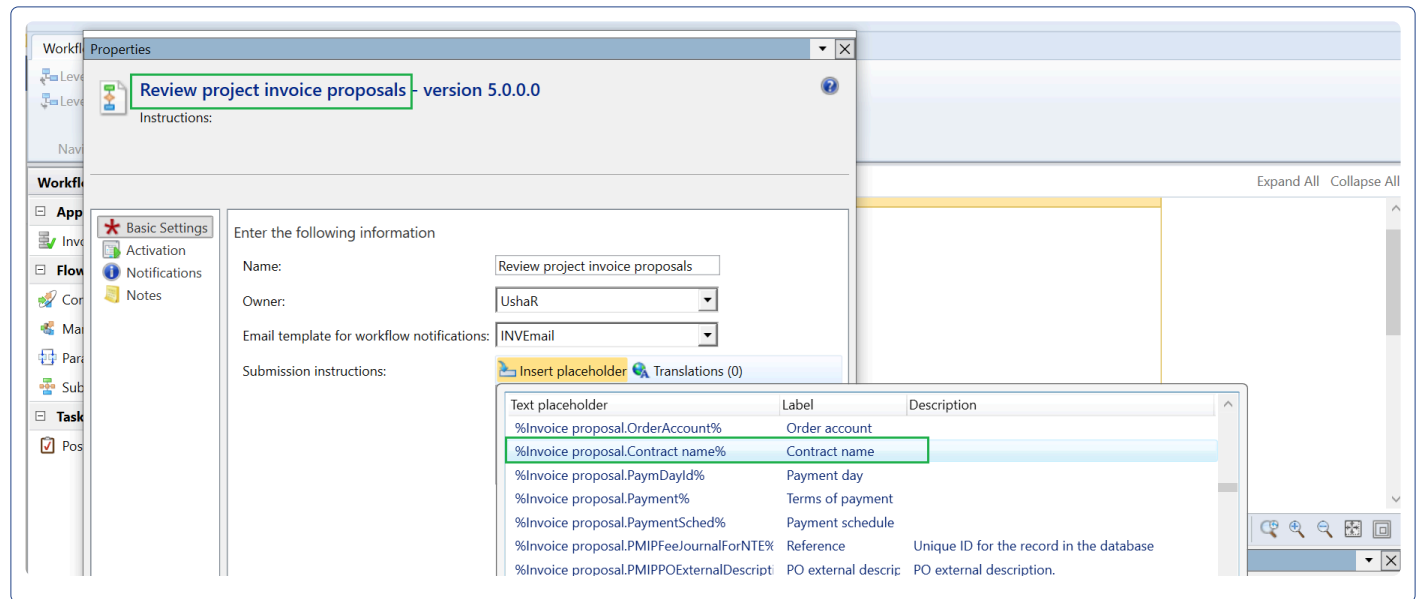 Workfl
Properties
Leve
Review project invoice proposals - version 5.0.0.0
Leve
Instructions:
Navi
Workfl
Expand All Collapse All
App
Basic Settings
Enter the following information
Invo
Activation
Flow
Notifications
Name: Review project invoice proposals
Cor
Notes
Owner: UshaR
Mar
Email template for workflow notifications: INVEmail
Para
Submission instructions: Insert placeholder Translations (0)
Sub
Text placeholder Label Description
Task
%Invoice proposal.OrderAccount% Order account
Pos
%Invoice proposal.Contract name% Contract name
%Invoice proposal.PaymDayId% Payment day
%Invoice proposal.Payment% Terms of payment
%Invoice proposal.PaymentSched% Payment schedule
%Invoice proposal.PMIPFeeJournalForNTE% Reference Unique ID for the record in the database
%Invoice proposal.PMIPPOExternalDescripti PO external descrip PO external description.